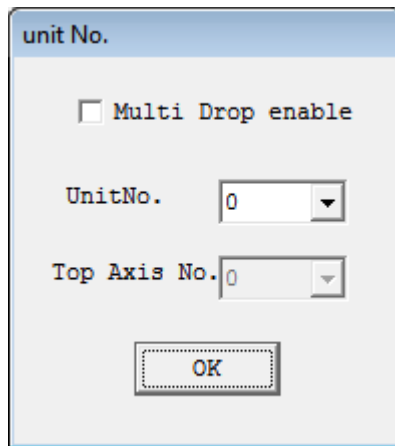 unit No.
Multi Drop enable
UnitNo. 0
Top Axis No. 0
OK